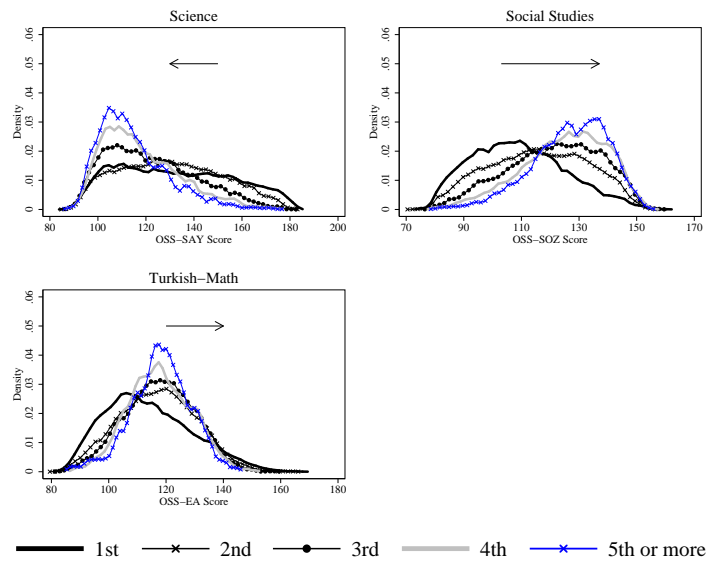 Science
.06
.05
.04
.03
.02
.01
0
Density
80 100 120 140 160 180 200
OSS−SAY Score
Social Studies
.06
.05
.04
.03
.02
.01
0
Density
70 90 110 130 150 170
OSS−SOZ Score
Turkish−Math
.06
.05
.04
.03
.02
.01
0
Density
80 100 120 140 160 180
OSS−EA Score
1st 2nd 3rd 4th 5th or more